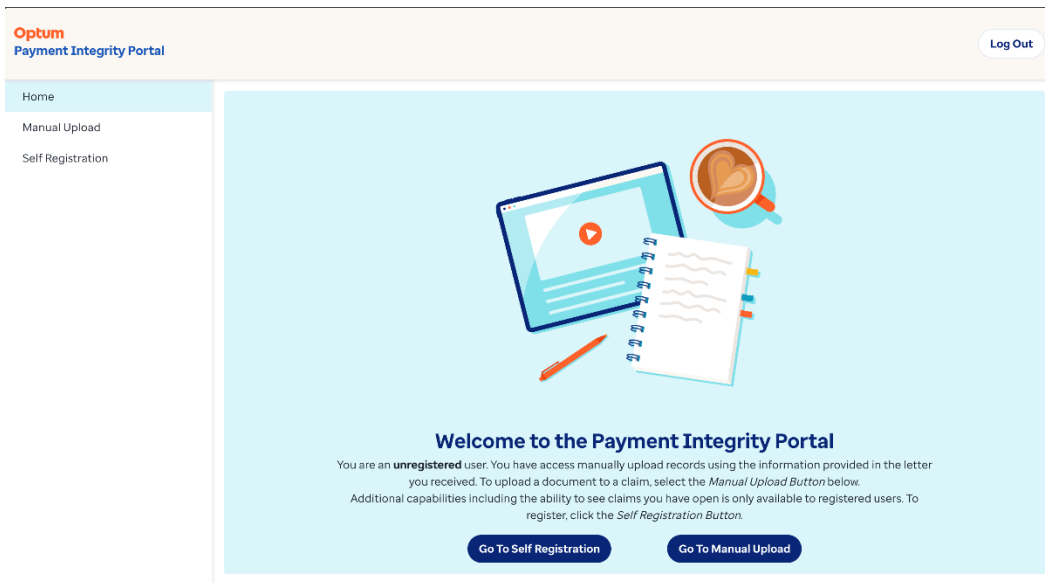 Optum
Payment Integrity Portal
Log Out
Home
Manual Upload
Self Registration
Welcome to the Payment Integrity Portal
You are an unregistered user. You have access manually upload records using the information provided in the letter
you received. To upload a document to a claim, select the Manual Upload Button below.
Additional capabilities including the ability to see claims you have open is only available to registered users. To
register, click the Self Registration Button.
Go To Self Registration
Go To Manual Upload